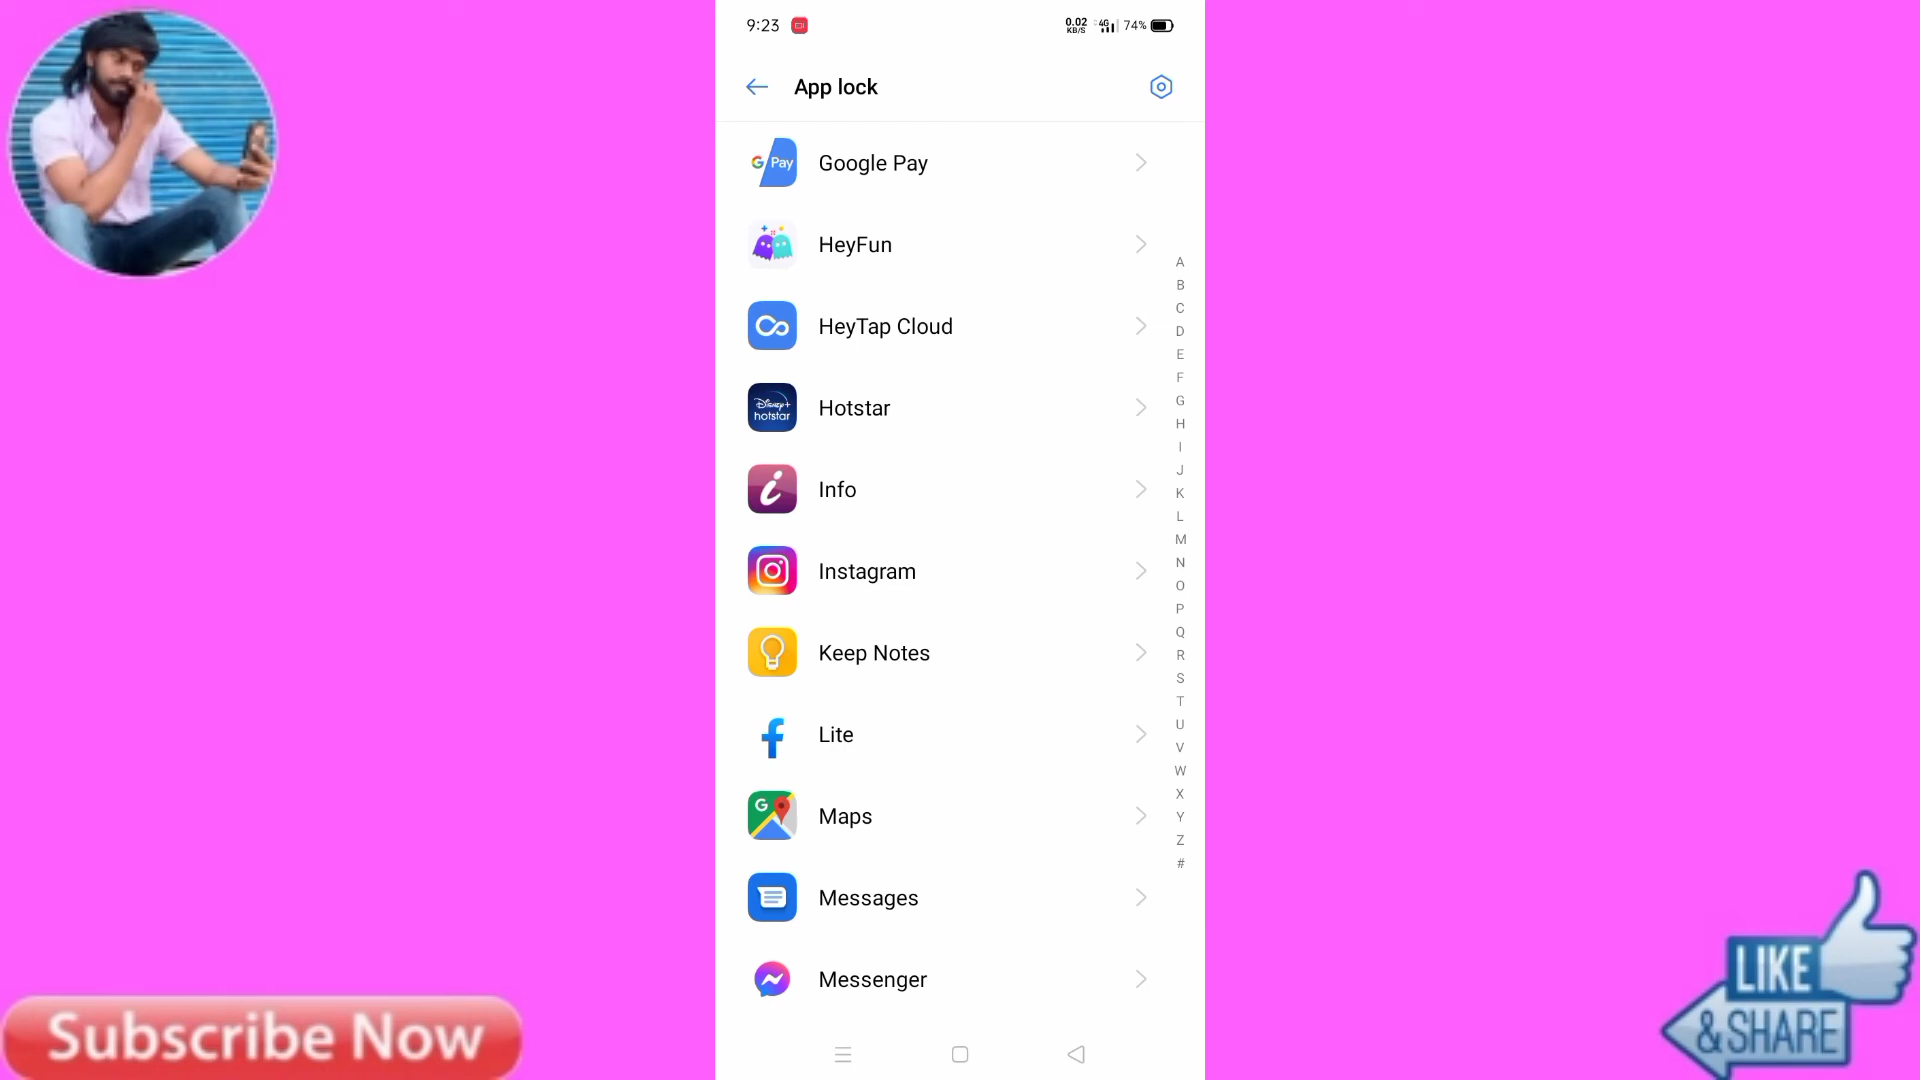 9:23
0.02
KB/S
4G
74%
App lock
G Pay
Google Pay
HeyFun
HeyTap Cloud
Disney+
hotstar
Hotstar
i
Info
Instagram
Keep Notes
f
Lite
G
Maps
Messages
Messenger
A
B
C
D
E
F
G
H
I
J
K
L
M
N
O
P
Q
R
S
T
U
V
W
X
Y
Z
#
Subscribe Now
LIKE
&SHARE